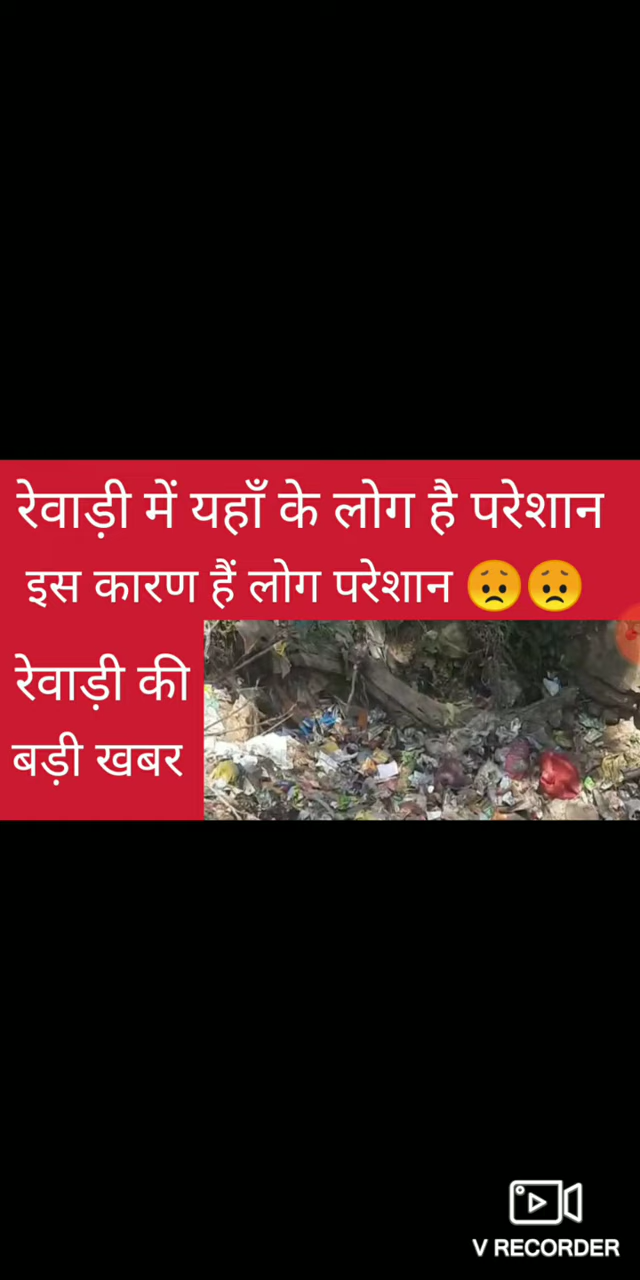 रेवाड़ी में यहाँ के लोग है परेशान
इस कारण हैं लोग परेशान 😞😞
रेवाड़ी की
बड़ी खबर
V RECORDER